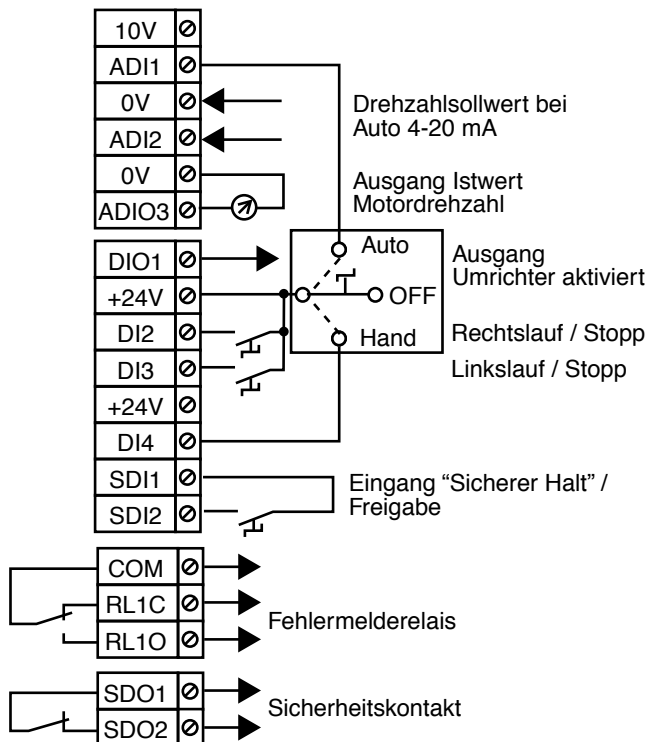 10V
ADI1
0V
ADI2
0V
ADIO3
Drehzahlsollwert bei
Auto 4-20 mA
Ausgang Istwert
Motordrehzahl
DIO1
+24V
DI2
DI3
+24V
DI4
SDI1
SDI2
Auto
OFF
Hand
Ausgang
Umrichter aktiviert
Rechtslauf / Stopp
Linkslauf / Stopp
Eingang “Sicherer Halt” /
Freigabe
COM
RL1C
RL1O
Fehlermelderelais
SDO1
SDO2
Sicherheitskontakt